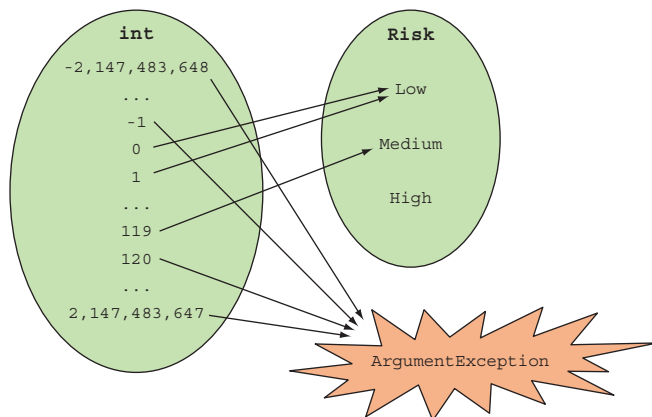 int
-2,147,483,648
...
-1
0
1
...
119
120
...
2,147,483,647
Risk
Low
Medium
High
ArgumentException